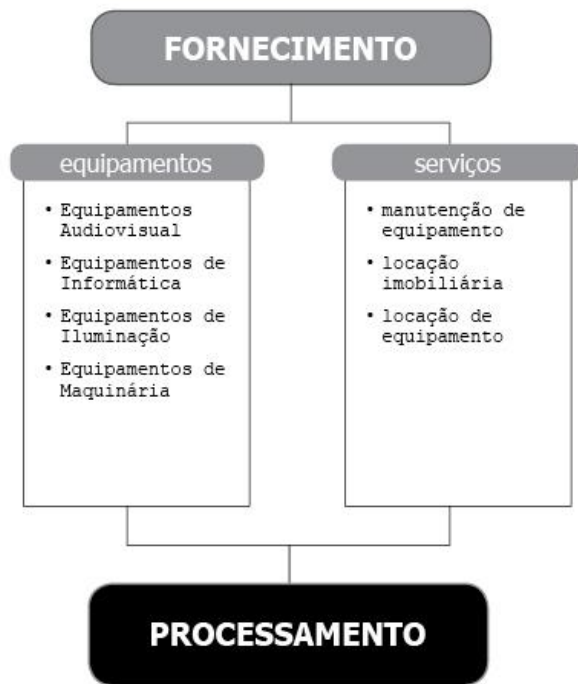 FORNECIMENTO
equipamentos
• Equipamentos
Audiovisual
• Equipamentos de
Informática
• Equipamentos de
Iluminação
• Equipamentos de
Maquinária
serviços
• manutenção de
equipamento
• locação
imobiliária
• locação de
equipamento
PROCESSAMENTO